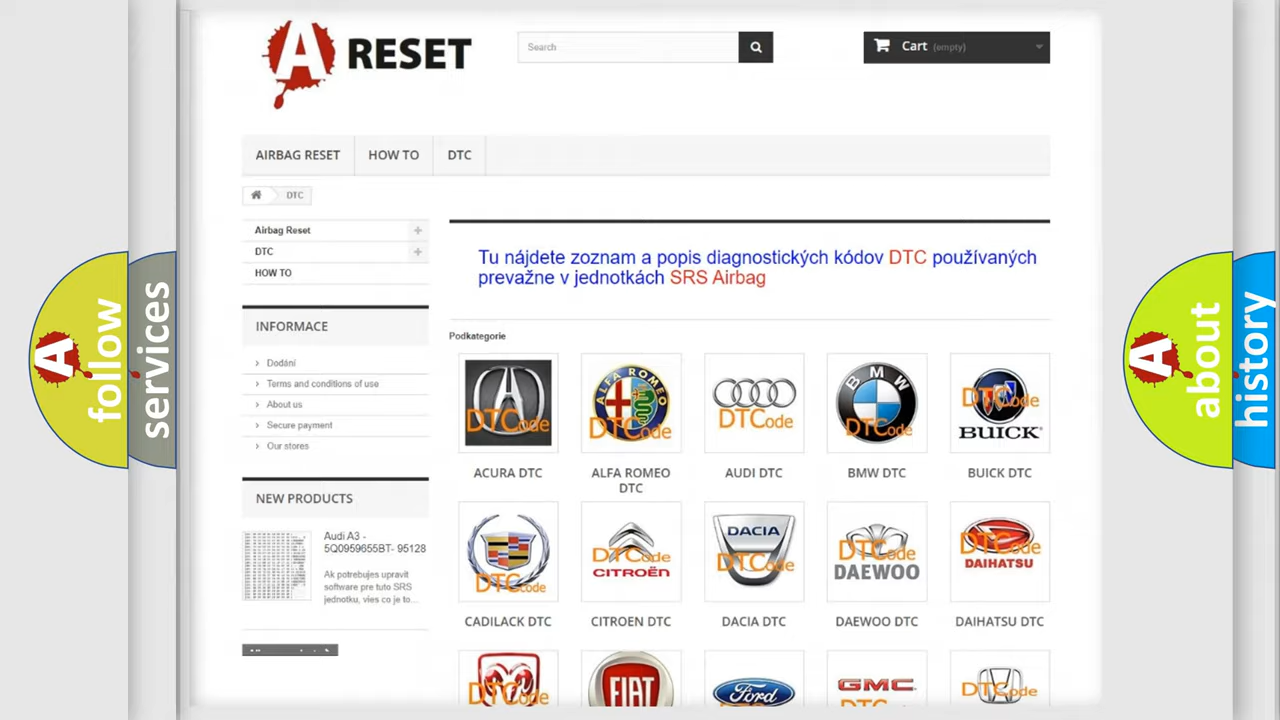 A RESET
Search
Cart (empty)
AIRBAG RESET
HOW TO
DTC
DTC
Airbag Reset
DTC
HOW TO
INFORMACE
Dodání
Terms and conditions of use
About us
Secure payment
Our stores
NEW PRODUCTS
Audi A3 -
5Q0959655BT- 95128
Ak potrebujes upravit
software pre tuto SRS
jednotku, vies co je to...
Tu nájdete zoznam a popis diagnostických kódov DTC používaných
prevažne v jednotkách SRS Airbag
Podkategorie
DTCode
ALFA ROMEO
DTCode
DTCode
BMW
DTCode
DTCode
BUICK
ACURA DTC
ALFA ROMEO
DTC
AUDI DTC
BMW DTC
BUICK DTC
DTCode
DTCode
CITROËN
DACIA
DTCode
DTCode
DAEWOO
DTCode
DAIHATSU
CADILACK DTC
CITROEN DTC
DACIA DTC
DAEWOO DTC
DAIHATSU DTC
DTCode
FIAT
Ford
GMC
DTCode
A follow
services
A about
history